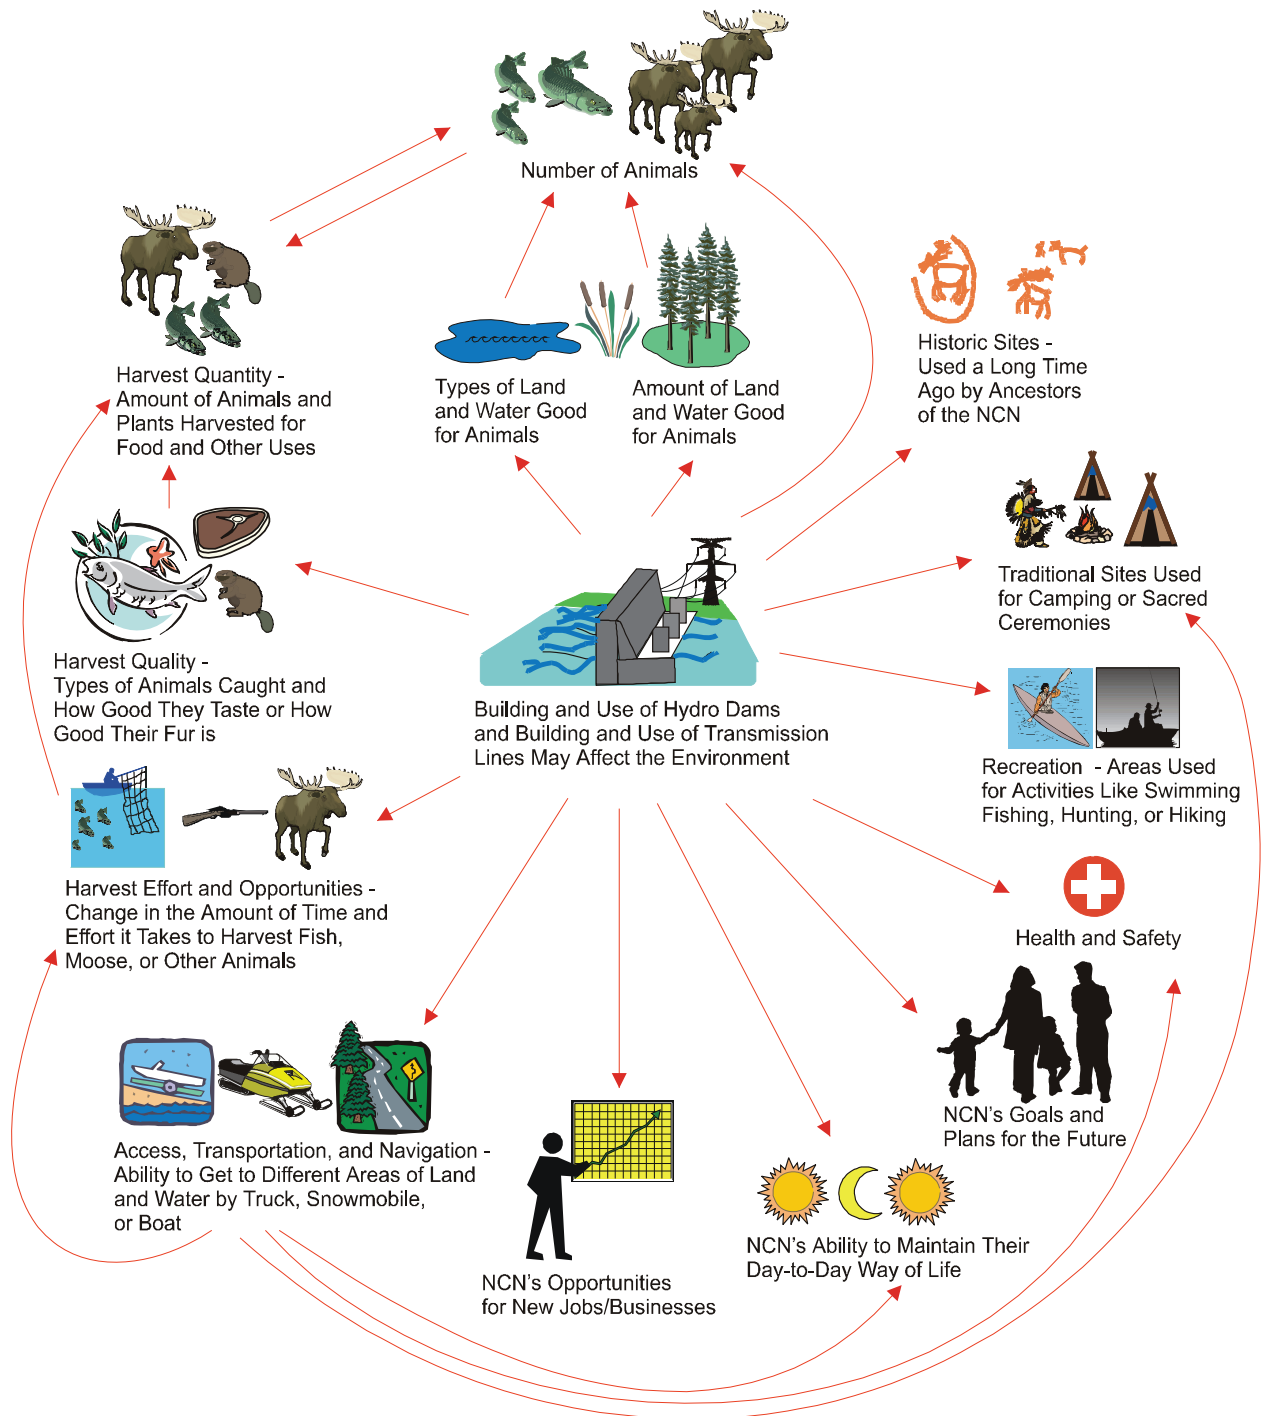 Number of Animals
Harvest Quantity -
Amount of Animals and
Plants Harvested for
Food and Other Uses
Types of Land
and Water Good
for Animals
Amount of Land
and Water Good
for Animals
Historic Sites -
Used a Long Time
Ago by Ancestors
of the NCN
Traditional Sites Used
for Camping or Sacred
Ceremonies
Harvest Quality -
Types of Animals Caught and
How Good They Taste or How
Good Their Fur is
Building and Use of Hydro Dams
and Building and Use of Transmission
Lines May Affect the Environment
Recreation - Areas Used
for Activities Like Swimming
Fishing, Hunting, or Hiking
Harvest Effort and Opportunities -
Change in the Amount of Time and
Effort it Takes to Harvest Fish,
Moose, or Other Animals
Health and Safety
NCN's Goals and
Plans for the Future
Access, Transportation, and Navigation -
Ability to Get to Different Areas of Land
and Water by Truck, Snowmobile,
or Boat
NCN's Ability to Maintain Their
Day-to-Day Way of Life
NCN's Opportunities
for New Jobs/Businesses